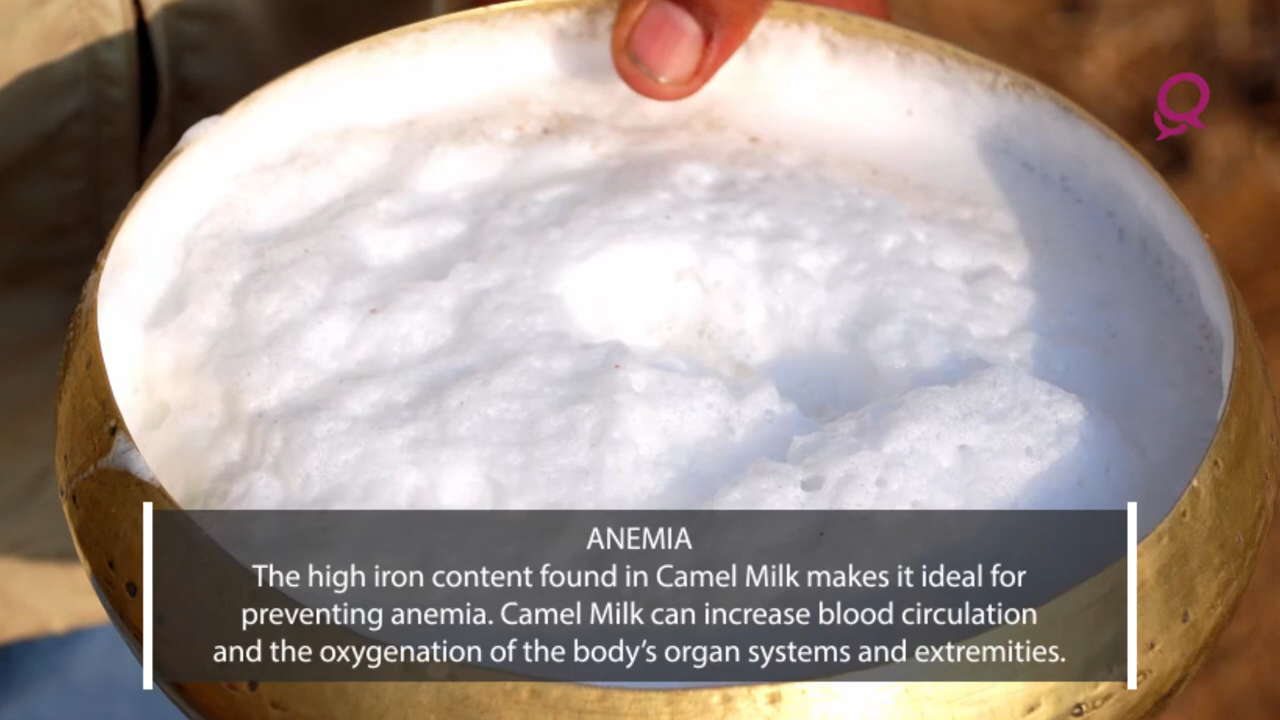 ANEMIA
The high iron content found in Camel Milk makes it ideal for
preventing anemia. Camel Milk can increase blood circulation
and the oxygenation of the body’s organ systems and extremities.